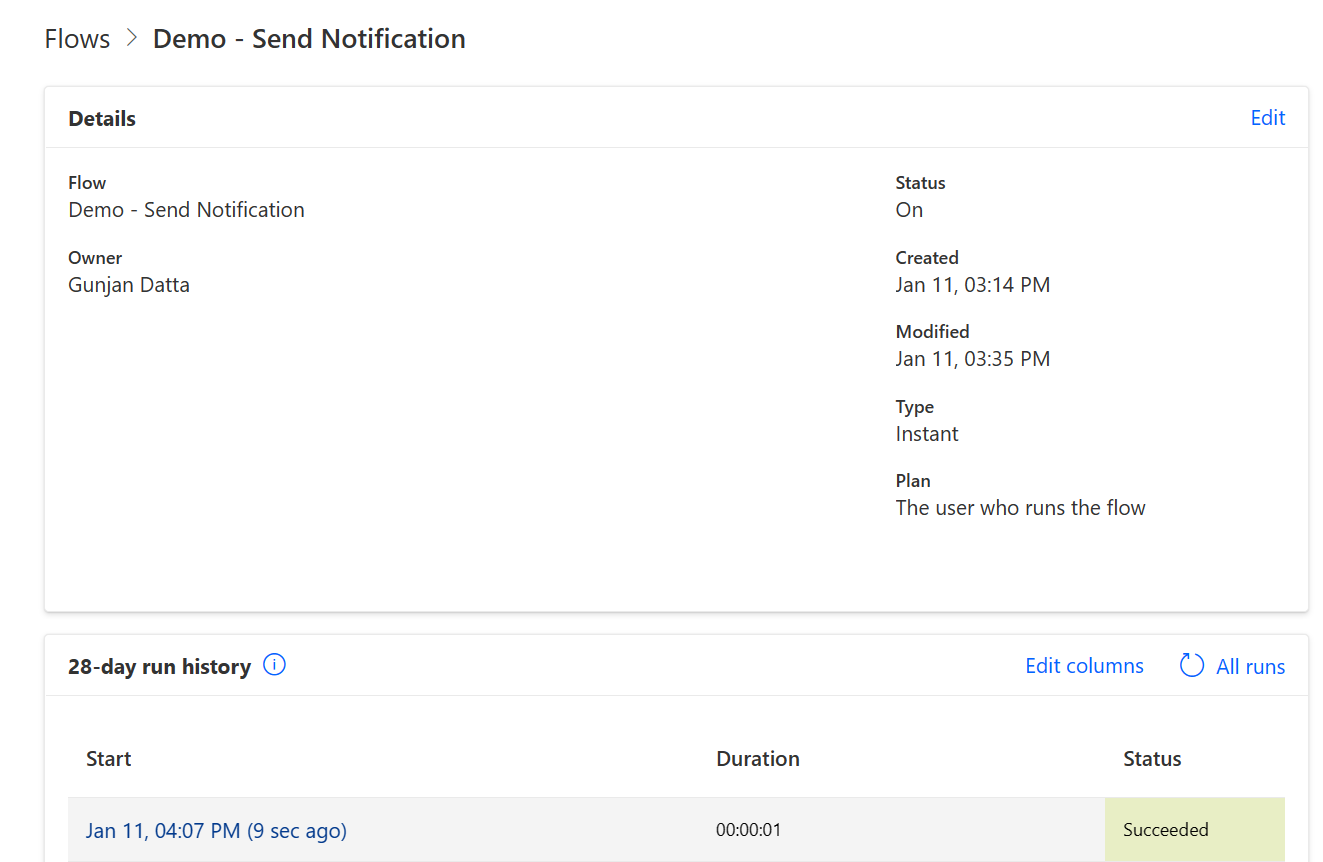 Flows > Demo - Send Notification
Details
Edit
Flow
Demo - Send Notification
Owner
Gunjan Datta
Status
On
Created
Jan 11, 03:14 PM
Modified
Jan 11, 03:35 PM
Type
Instant
Plan
The user who runs the flow
28-day run history
Edit columns
All runs
Start Duration Status
Jan 11, 04:07 PM (9 sec ago) 00:00:01 Succeeded